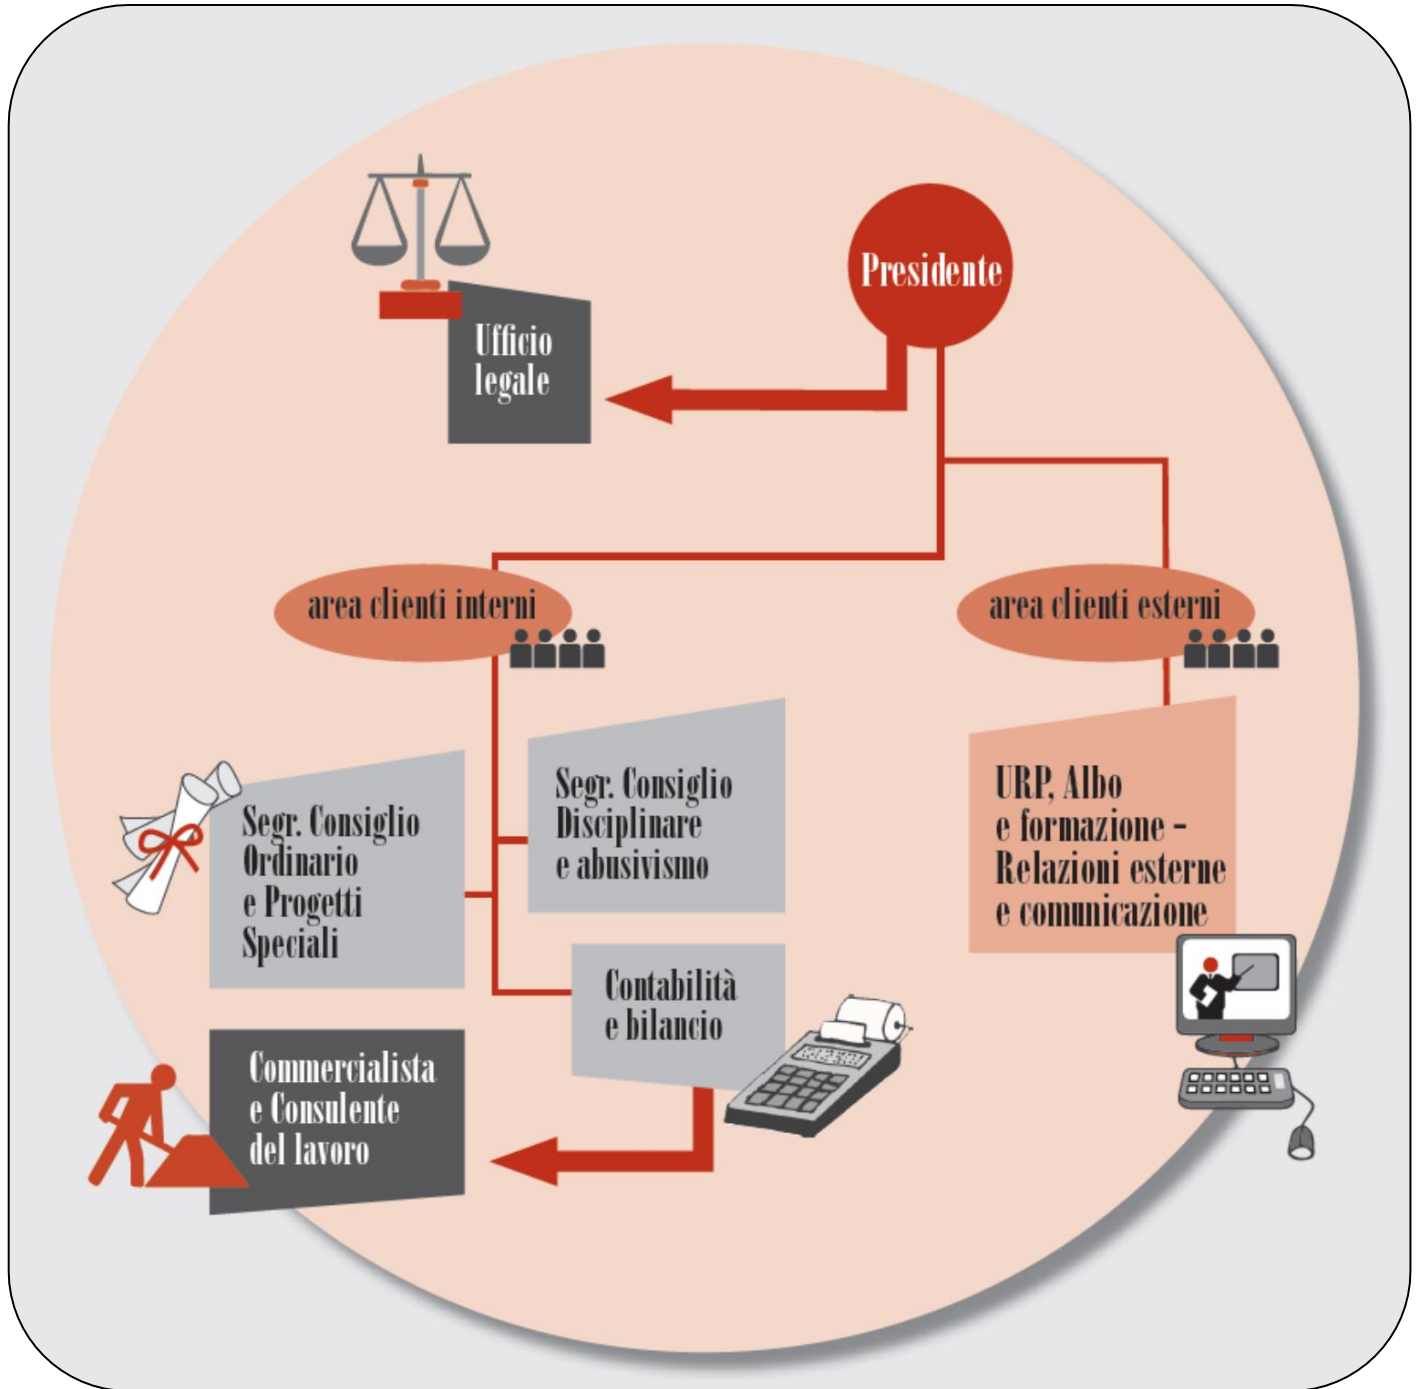 Presidente
Ufficio
legale
area clienti interni
area clienti esterni
Segr. Consiglio
Ordinario
e Progetti
Speciali
Segr. Consiglio
Disciplinare
e abusivismo
URP, Albo
e formazione –
Relazioni esterne
e comunicazione
Contabilità
e bilancio
Commercialista
e Consulente
del lavoro